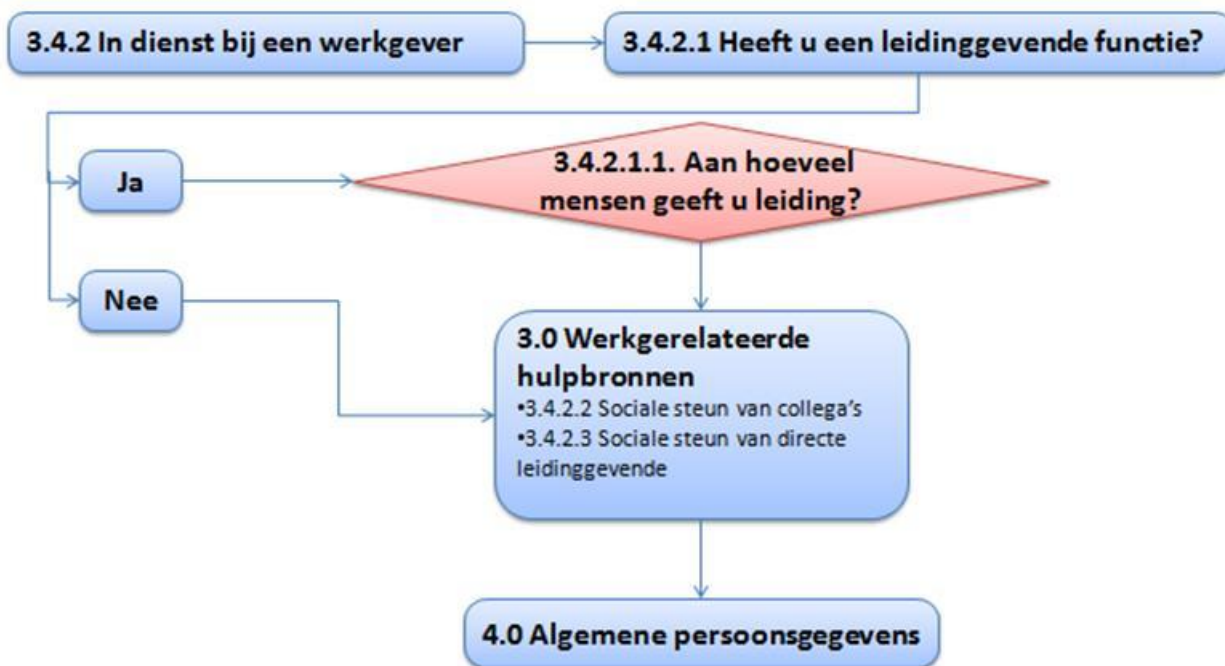 3.4.2 In dienst bij een werkgever
3.4.2.1 Heeft u een leidinggevende functie?
Ja
3.4.2.1.1. Aan hoeveel
mensen geeft u leiding?
Nee
3.0 Werkgerelateerde
hulpbronnen
•3.4.2.2 Sociale steun van collega's
•3.4.2.3 Sociale steun van directe
leidinggevende
4.0 Algemene persoonsgegevens